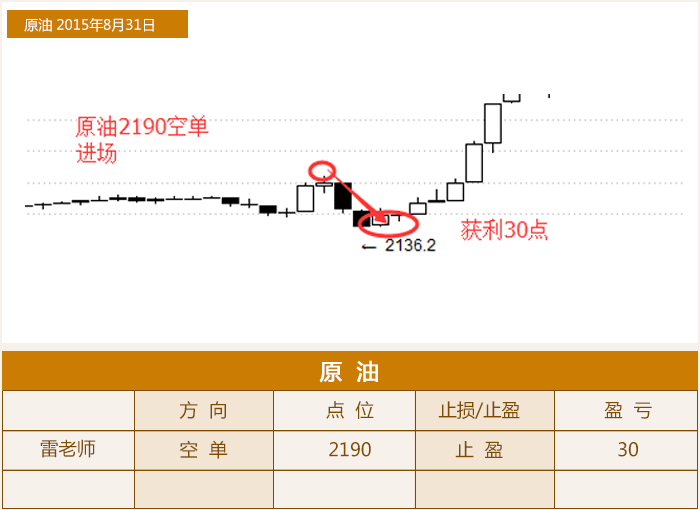 原油 2015年8月31日
原油2190空单
进场
获利30点
← 2136.2
原 油
方 向 点 位 止损/止盈 盈 亏
雷老师 空 单 2190 止 盈 30